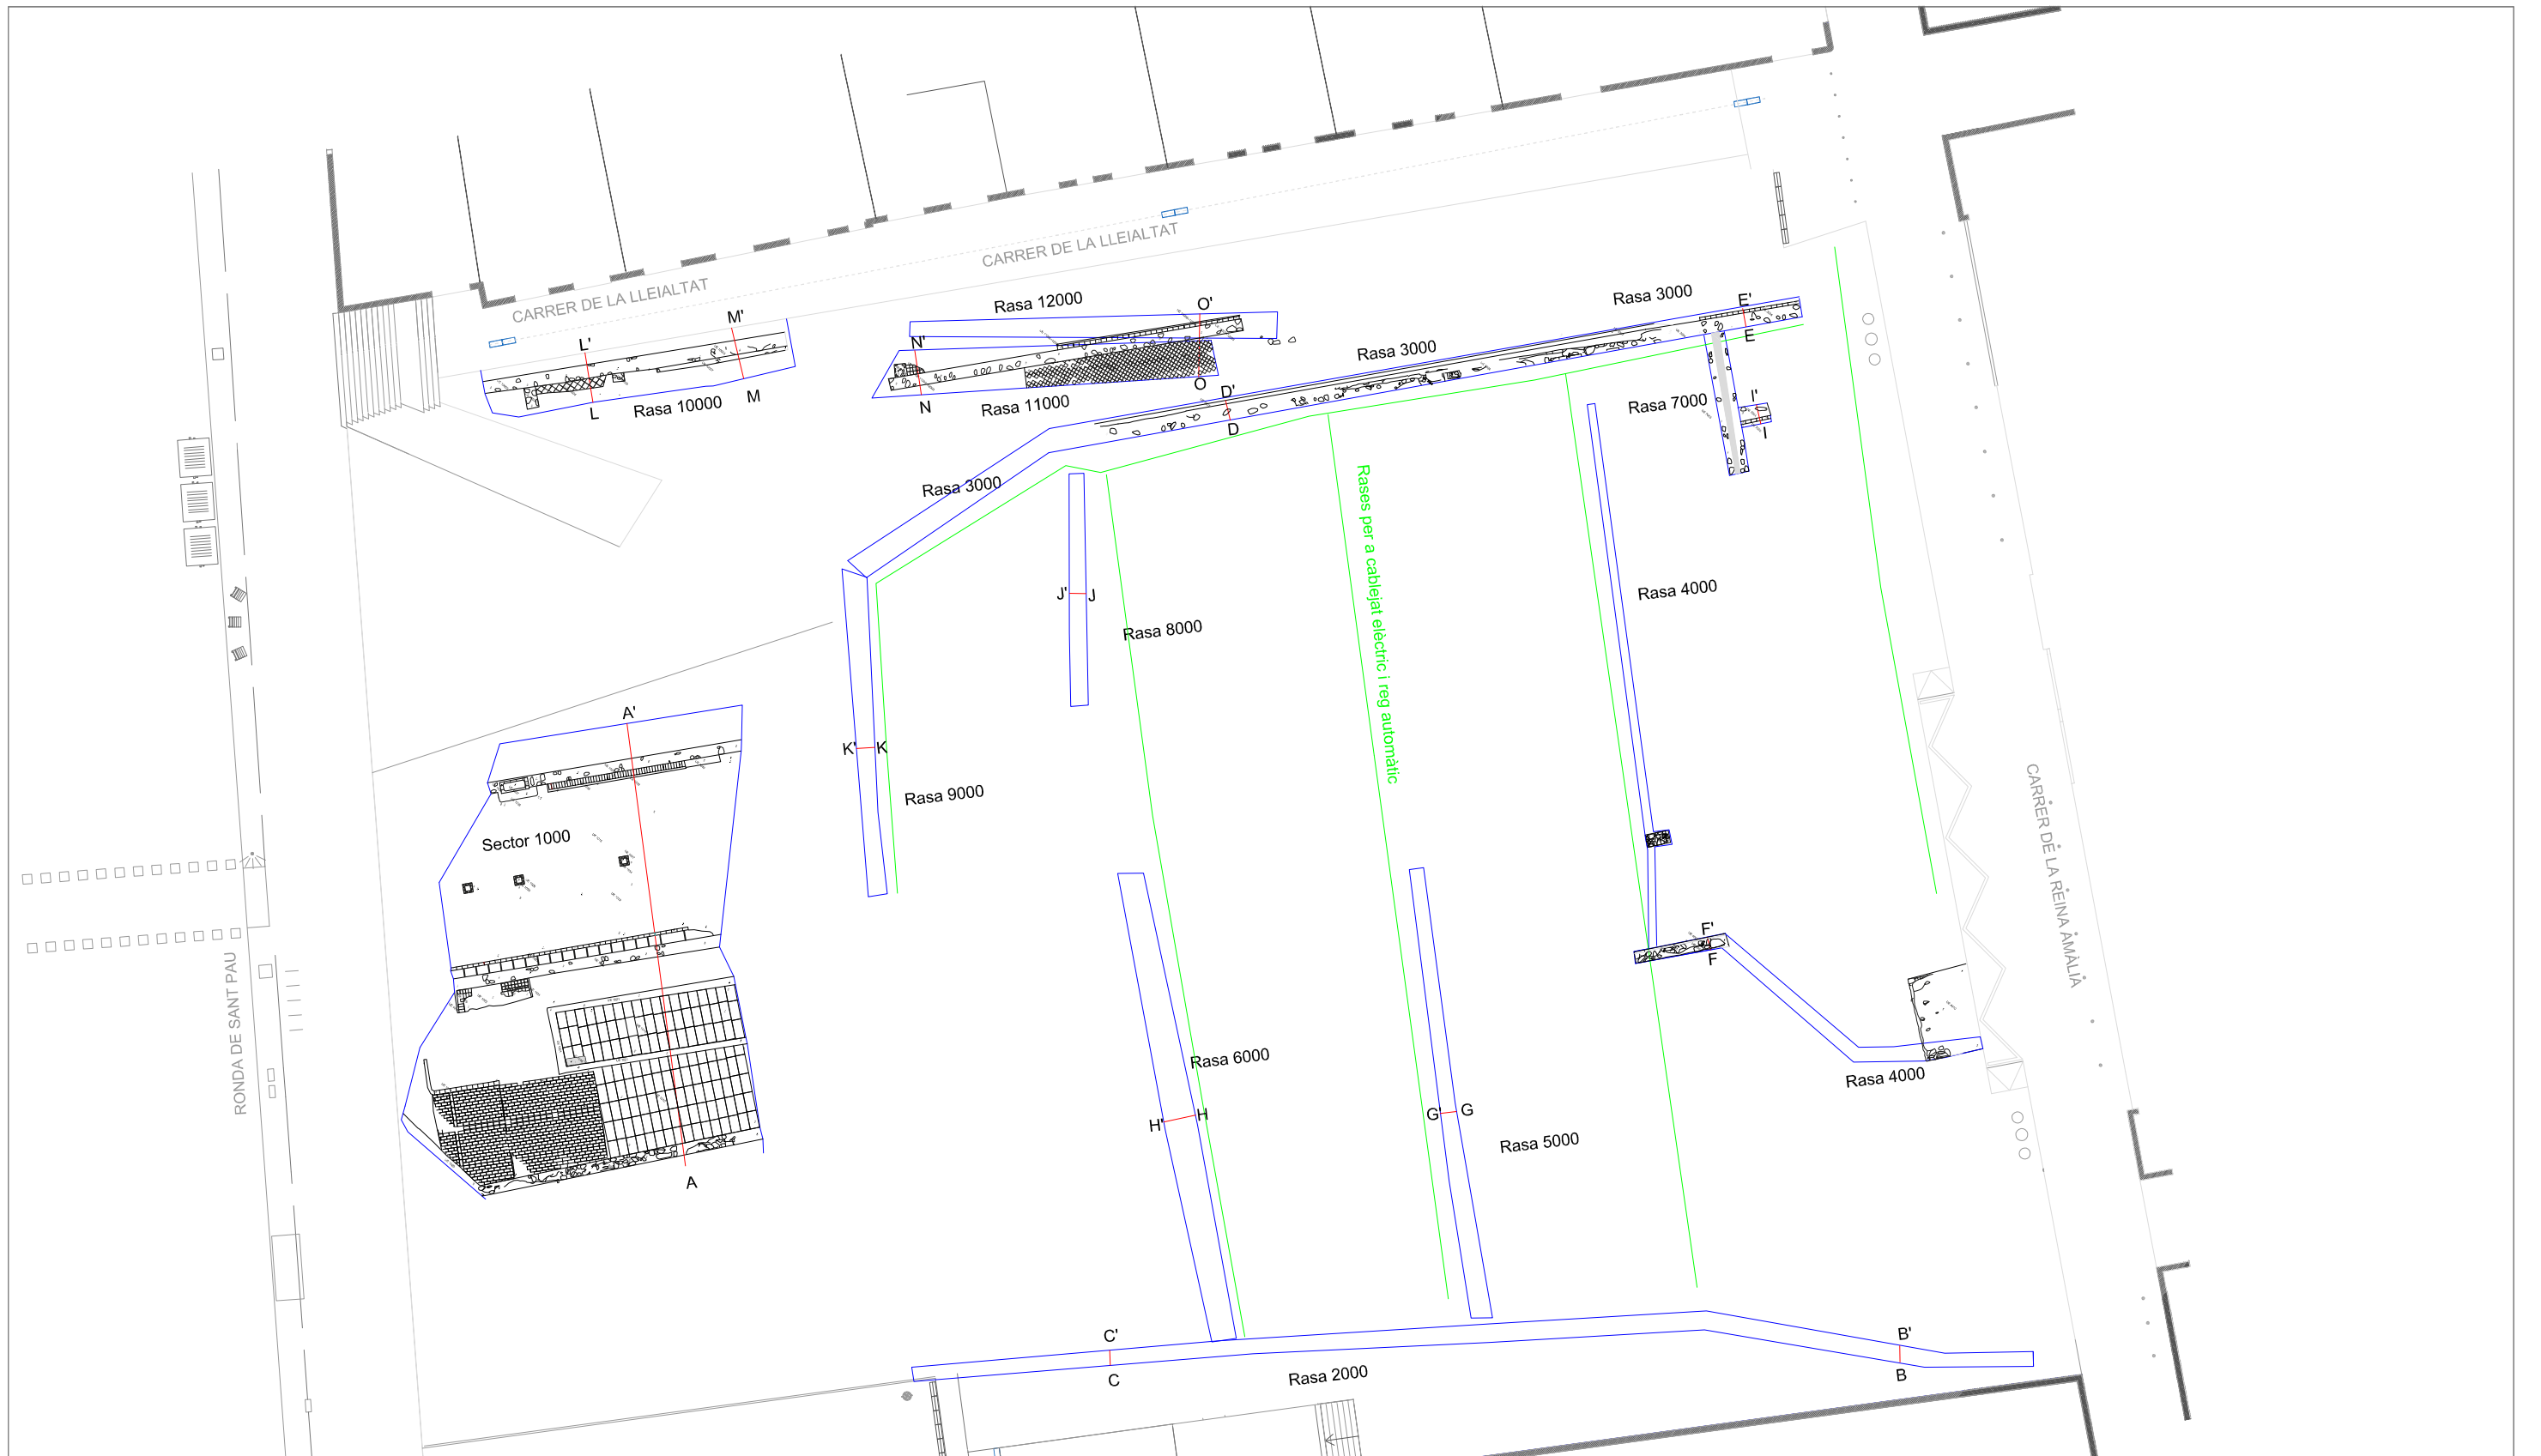 CARRER DE LA LLEIALTAT
CARRER DE LA LLEIALTAT
Rasa 12000
O'
Rasa 3000
E'
M'
L'
N'
E
Rasa 3000
D'
O
I'
Rasa 7000
M
L
Rasa 10000
N
Rasa 11000
D
I
Rasa 3000
Rases per a cablejat elèctric i reg automàtic
J'
J
Rasa 4000
Rasa 8000
A'
K'
K
Rasa 9000
Sector 1000
CARRER DE LA REINA AMÀLIA
F'
F
RONDA DE SANT PAU
Rasa 6000
Rasa 4000
H'
H
G'
G
Rasa 5000
A
C'
B'
C
Rasa 2000
B